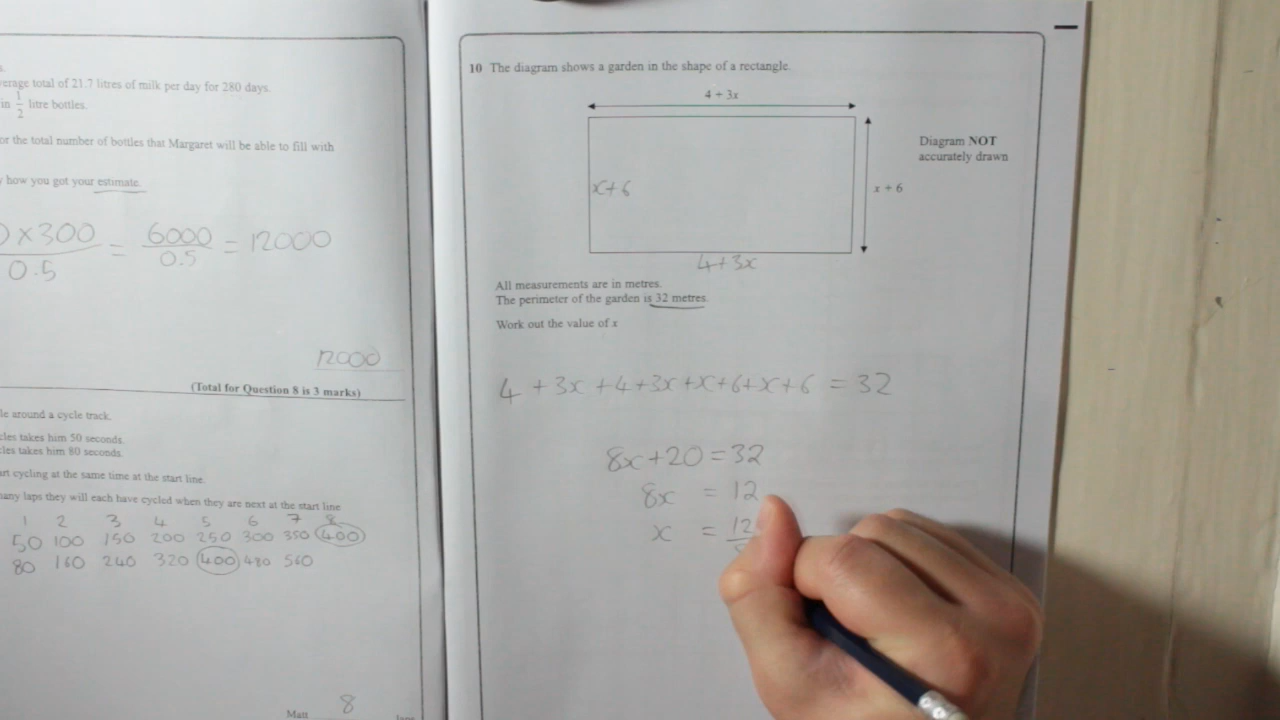 erage total of 21.7 litres of milk per day for 280 days.
in 1/2 litre bottles.
or the total number of bottles that Margaret will be able to fill with
how you got your estimate.
x 300 / 0.5 = 6000 / 0.5 = 12000
12000
(Total for Question 8 is 3 marks)
le around a cycle track.
cles takes him 50 seconds.
cles takes him 80 seconds.
art cycling at the same time at the start line.
any laps they will each have cycled when they are next at the start line
1 2 3 4 5 6 7 8
50 100 150 200 250 300 350 400
80 160 240 320 400 480 560
Matt 8
10 The diagram shows a garden in the shape of a rectangle.
4 + 3x
Diagram NOT
accurately drawn
x+6
x + 6
4+3x
All measurements are in metres.
The perimeter of the garden is 32 metres.
Work out the value of x
4 + 3x + 4 + 3x + x + 6 + x + 6 = 32
8x + 20 = 32
8x = 12
x = 12